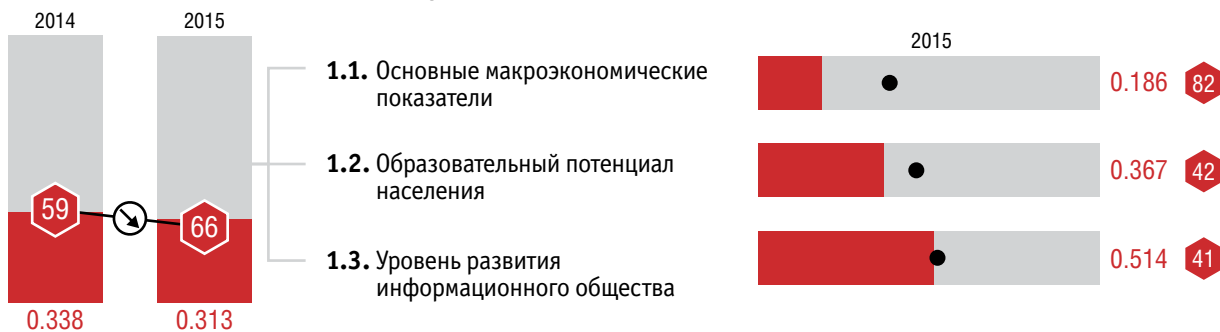 2014 2015
59
66
0.338 0.313
1.1. Основные макроэкономические
показатели
1.2. Образовательный потенциал
населения
1.3. Уровень развития
информационного общества
2015
0.186 82
0.367 42
0.514 41